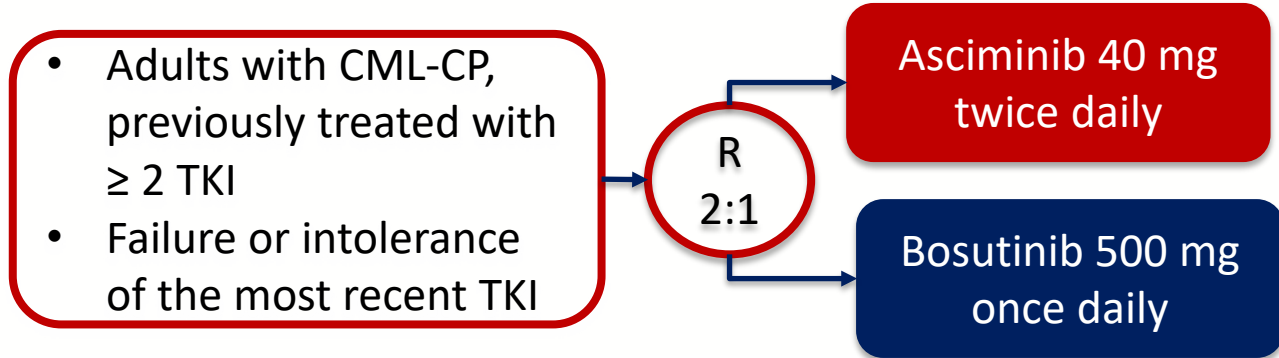 • Adults with CML-CP,
previously treated with
≥ 2 TKI
• Failure or intolerance
of the most recent TKI
R
2:1
Asciminib 40 mg
twice daily
Bosutinib 500 mg
once daily